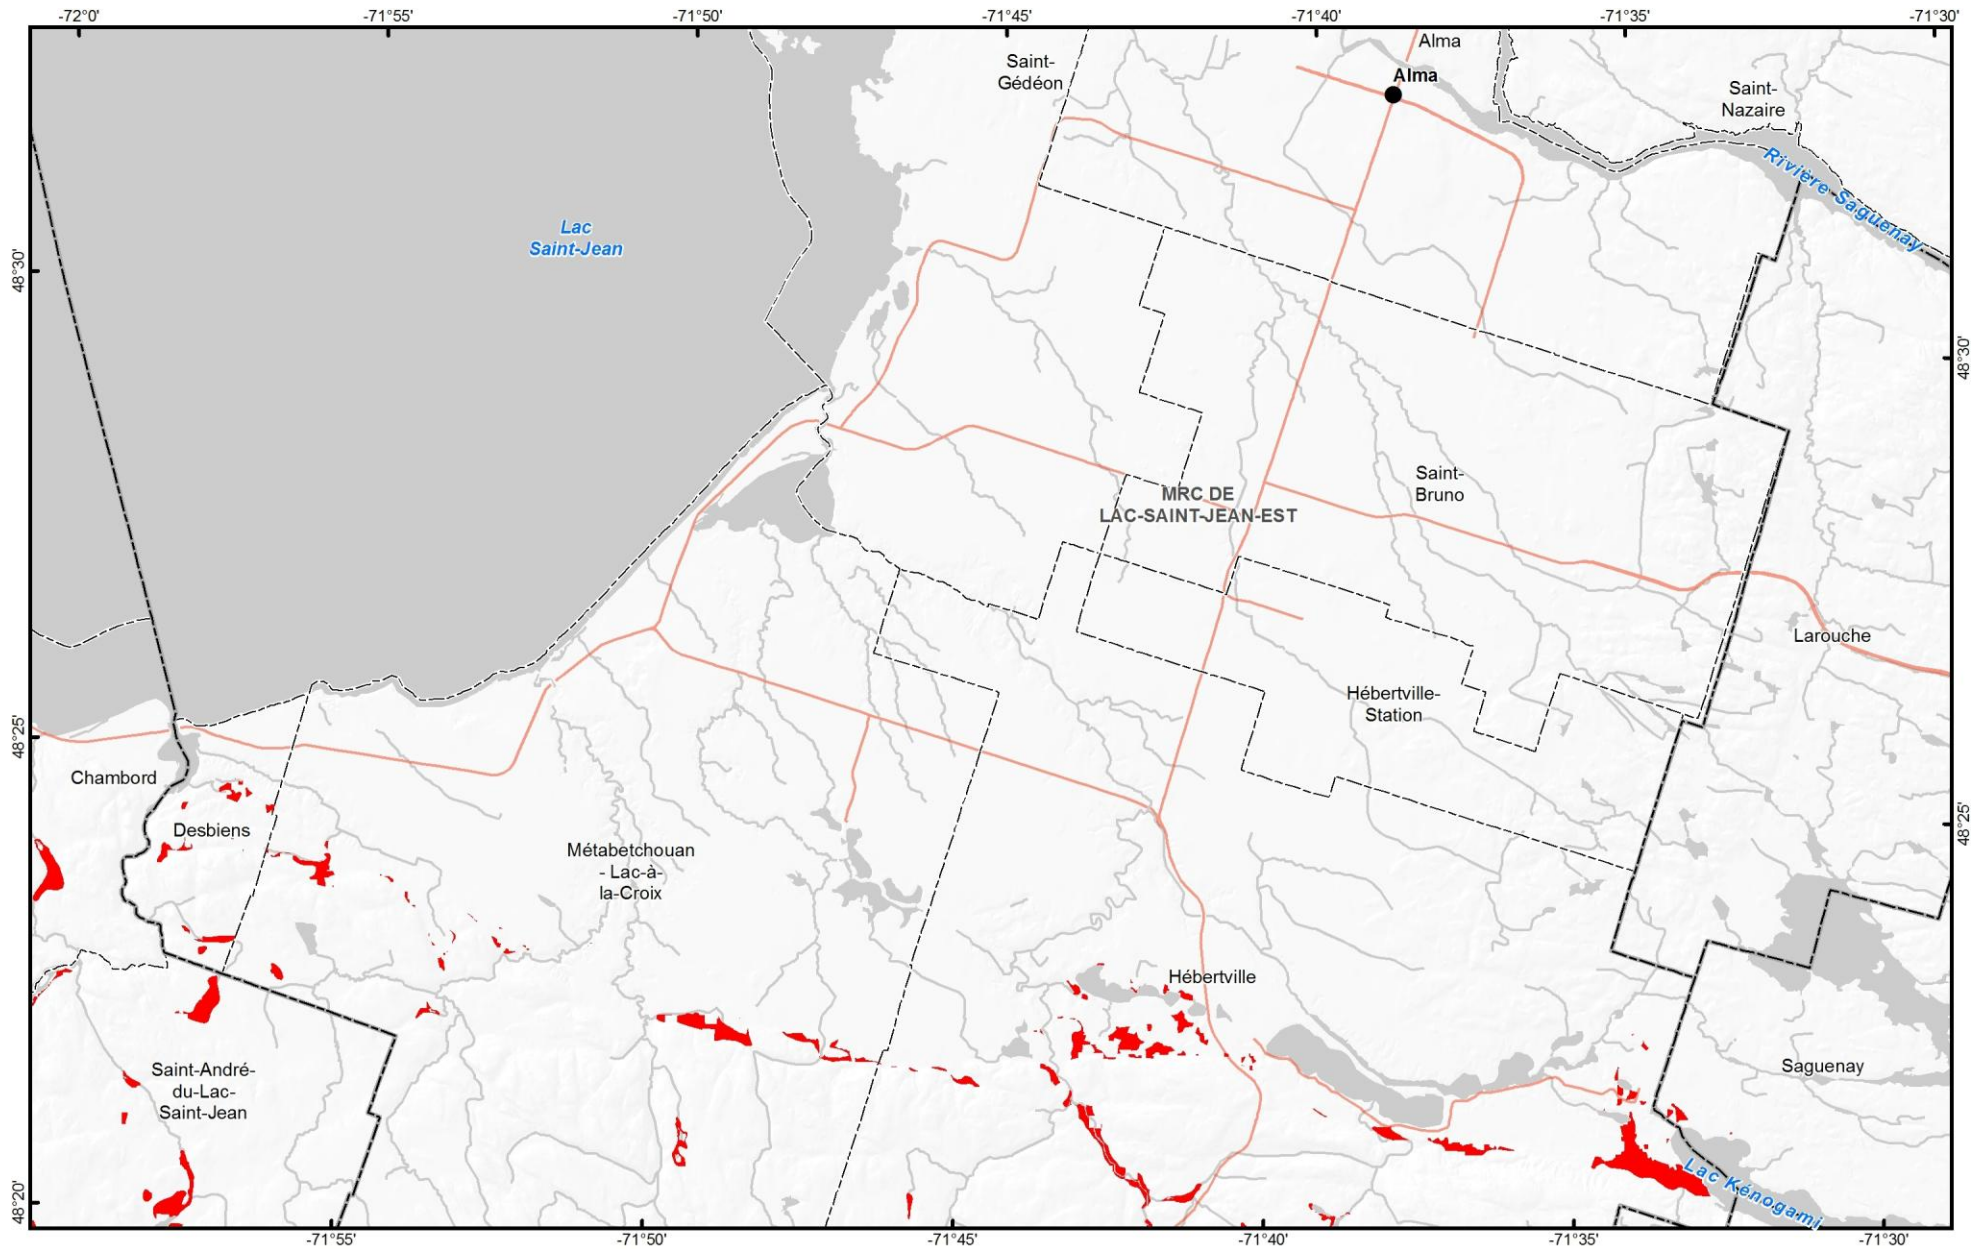 -72°0'
-71°55'
-71°50'
-71°45'
-71°40'
-71°35'
-71°30'
Alma
Saint-
Gédéon
Alma
Saint-
Nazaire
Rivière Saguenay
Lac
Saint-Jean
48°30'
48°30'
Saint-
Bruno
MRC DE
LAC-SAINT-JEAN-EST
Larouche
Hébertville-
Station
48°25'
Chambord
Desbiens
48°25'
Métabetchouan
- Lac-à-
la-Croix
Hébertville
Saguenay
Saint-André-
du-Lac-
Saint-Jean
Lac Kénogami
48°20'
-71°55'
-71°50'
-71°45'
-71°40'
-71°35'
-71°30'